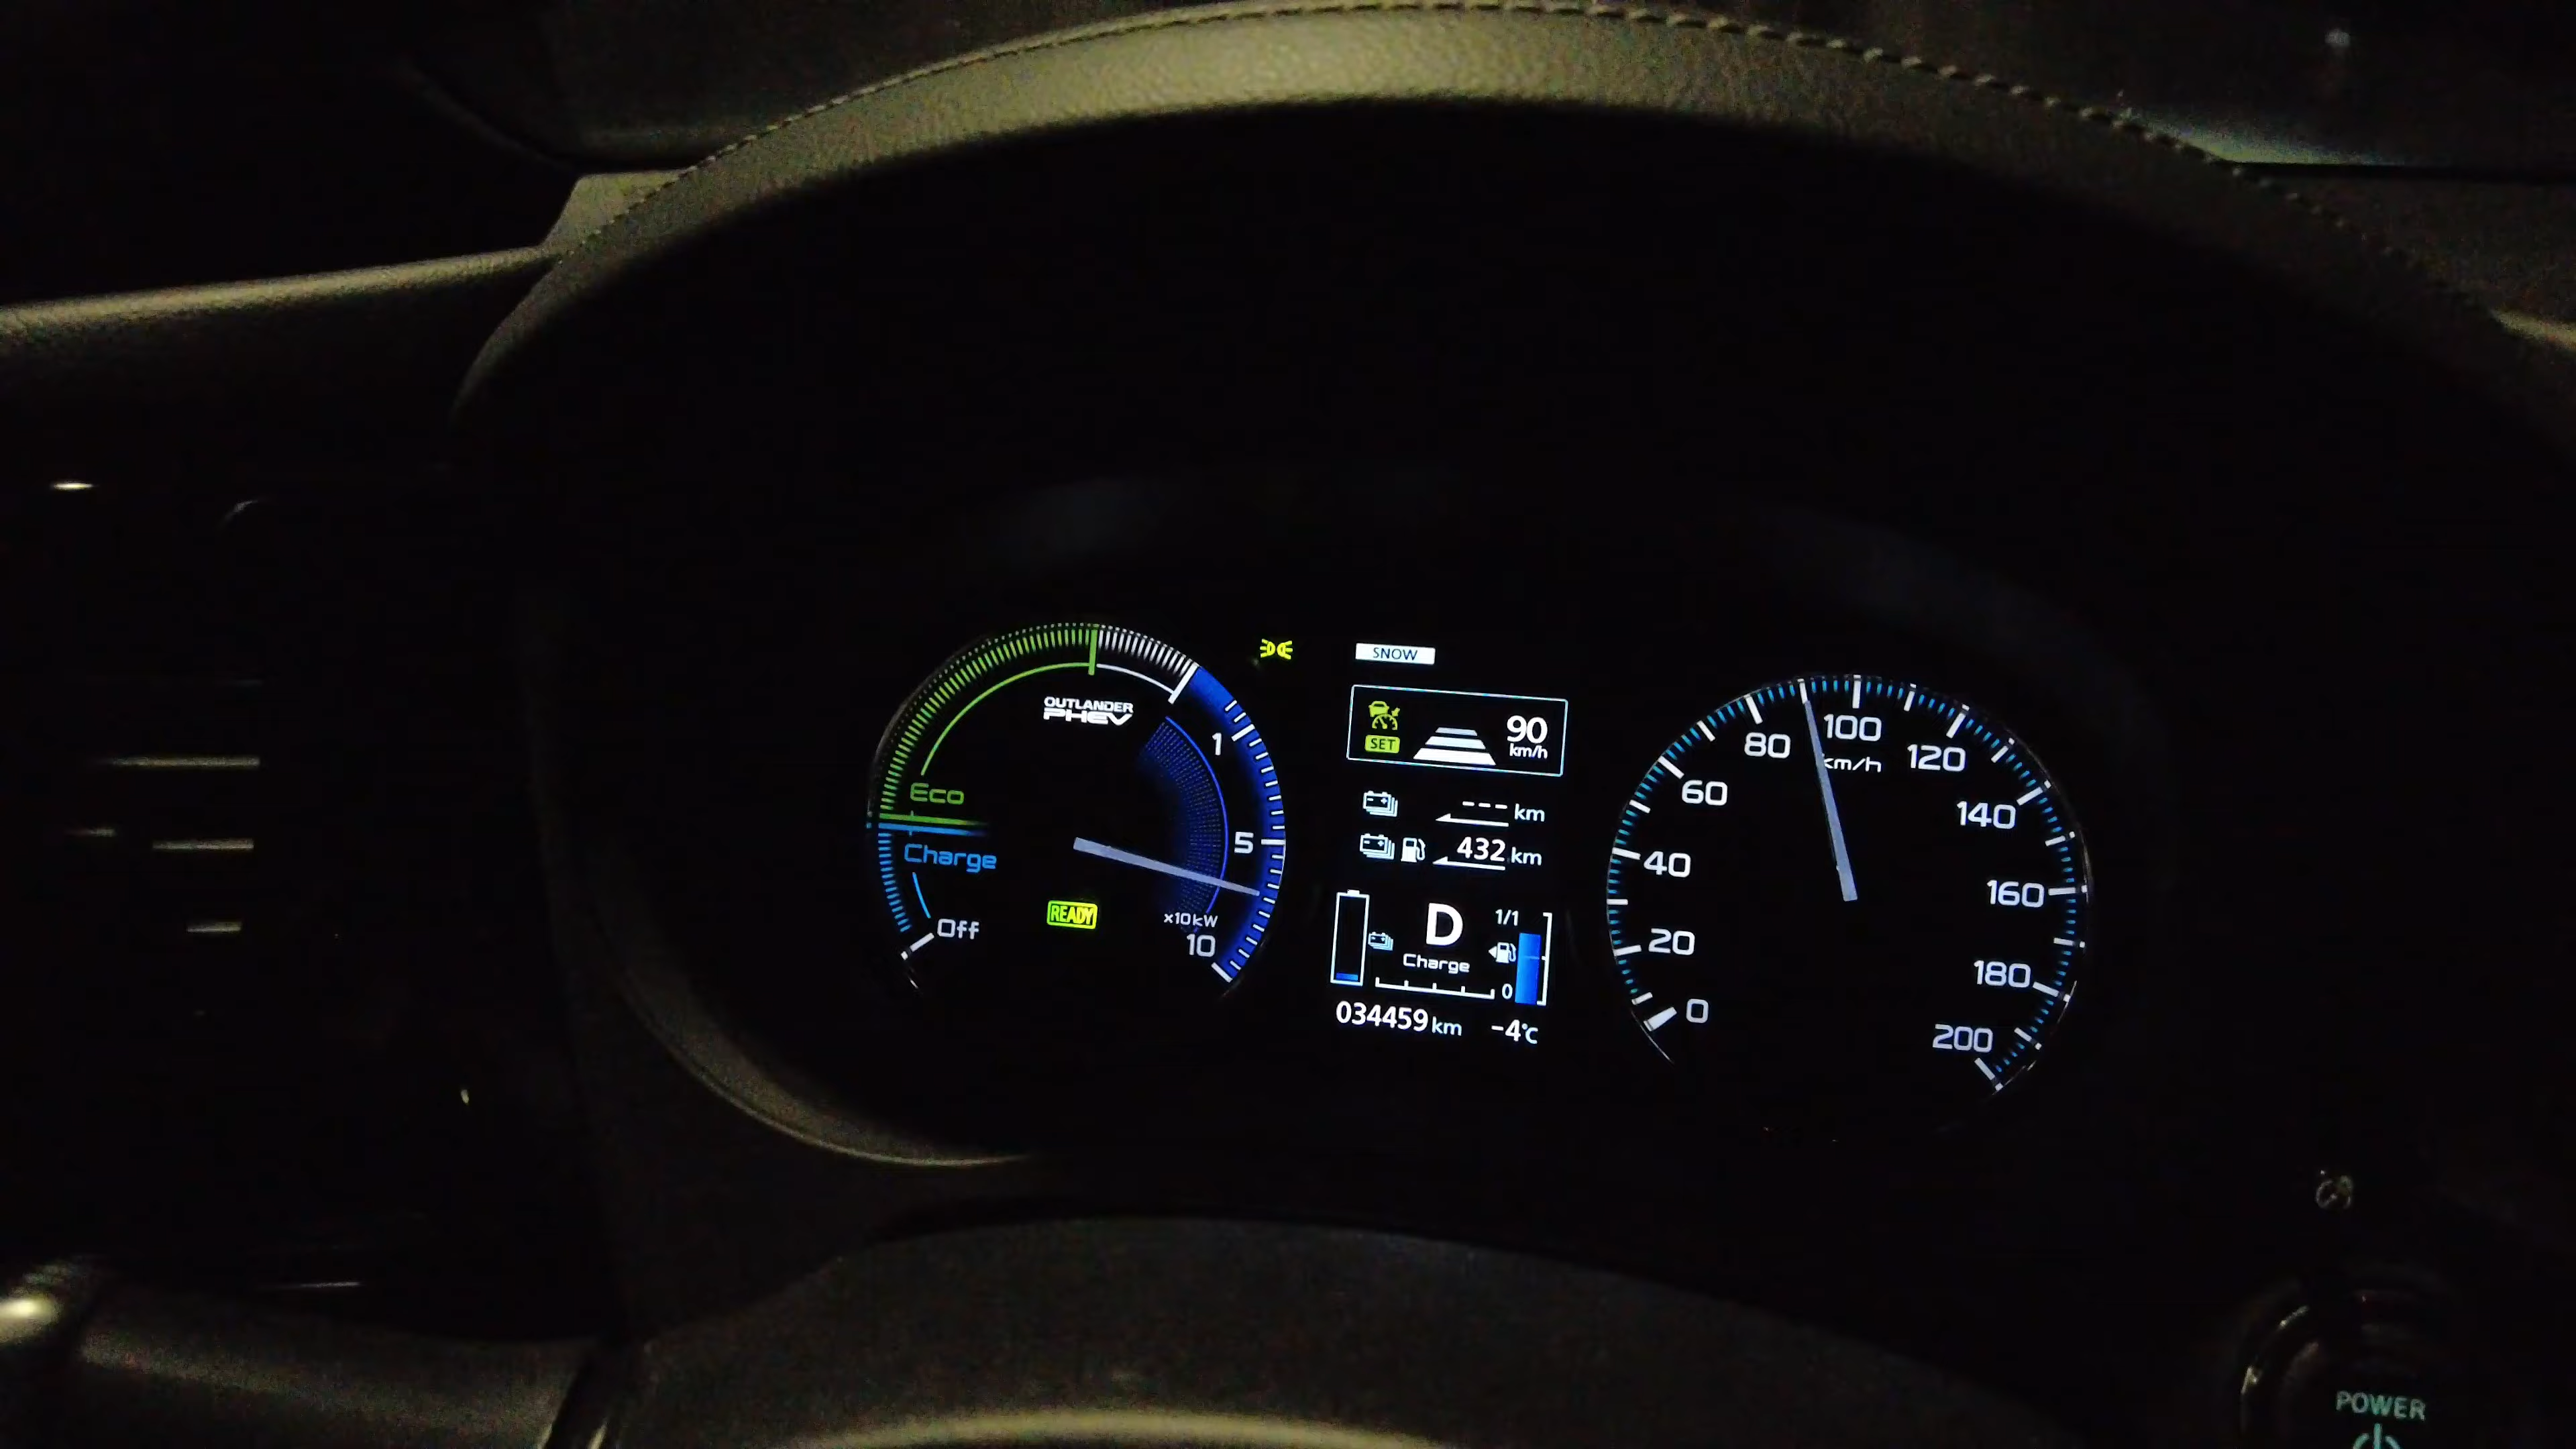 OUTLANDER
PHEV
Eco
Charge
Off
READY
1
5
x10kW
10
SNOW
SET
90
km/h
--- km
432 km
D
Charge
1/1
0
034459 km
-4°C
0
20
40
60
80
100
120
140
160
180
200
km/h
POWER